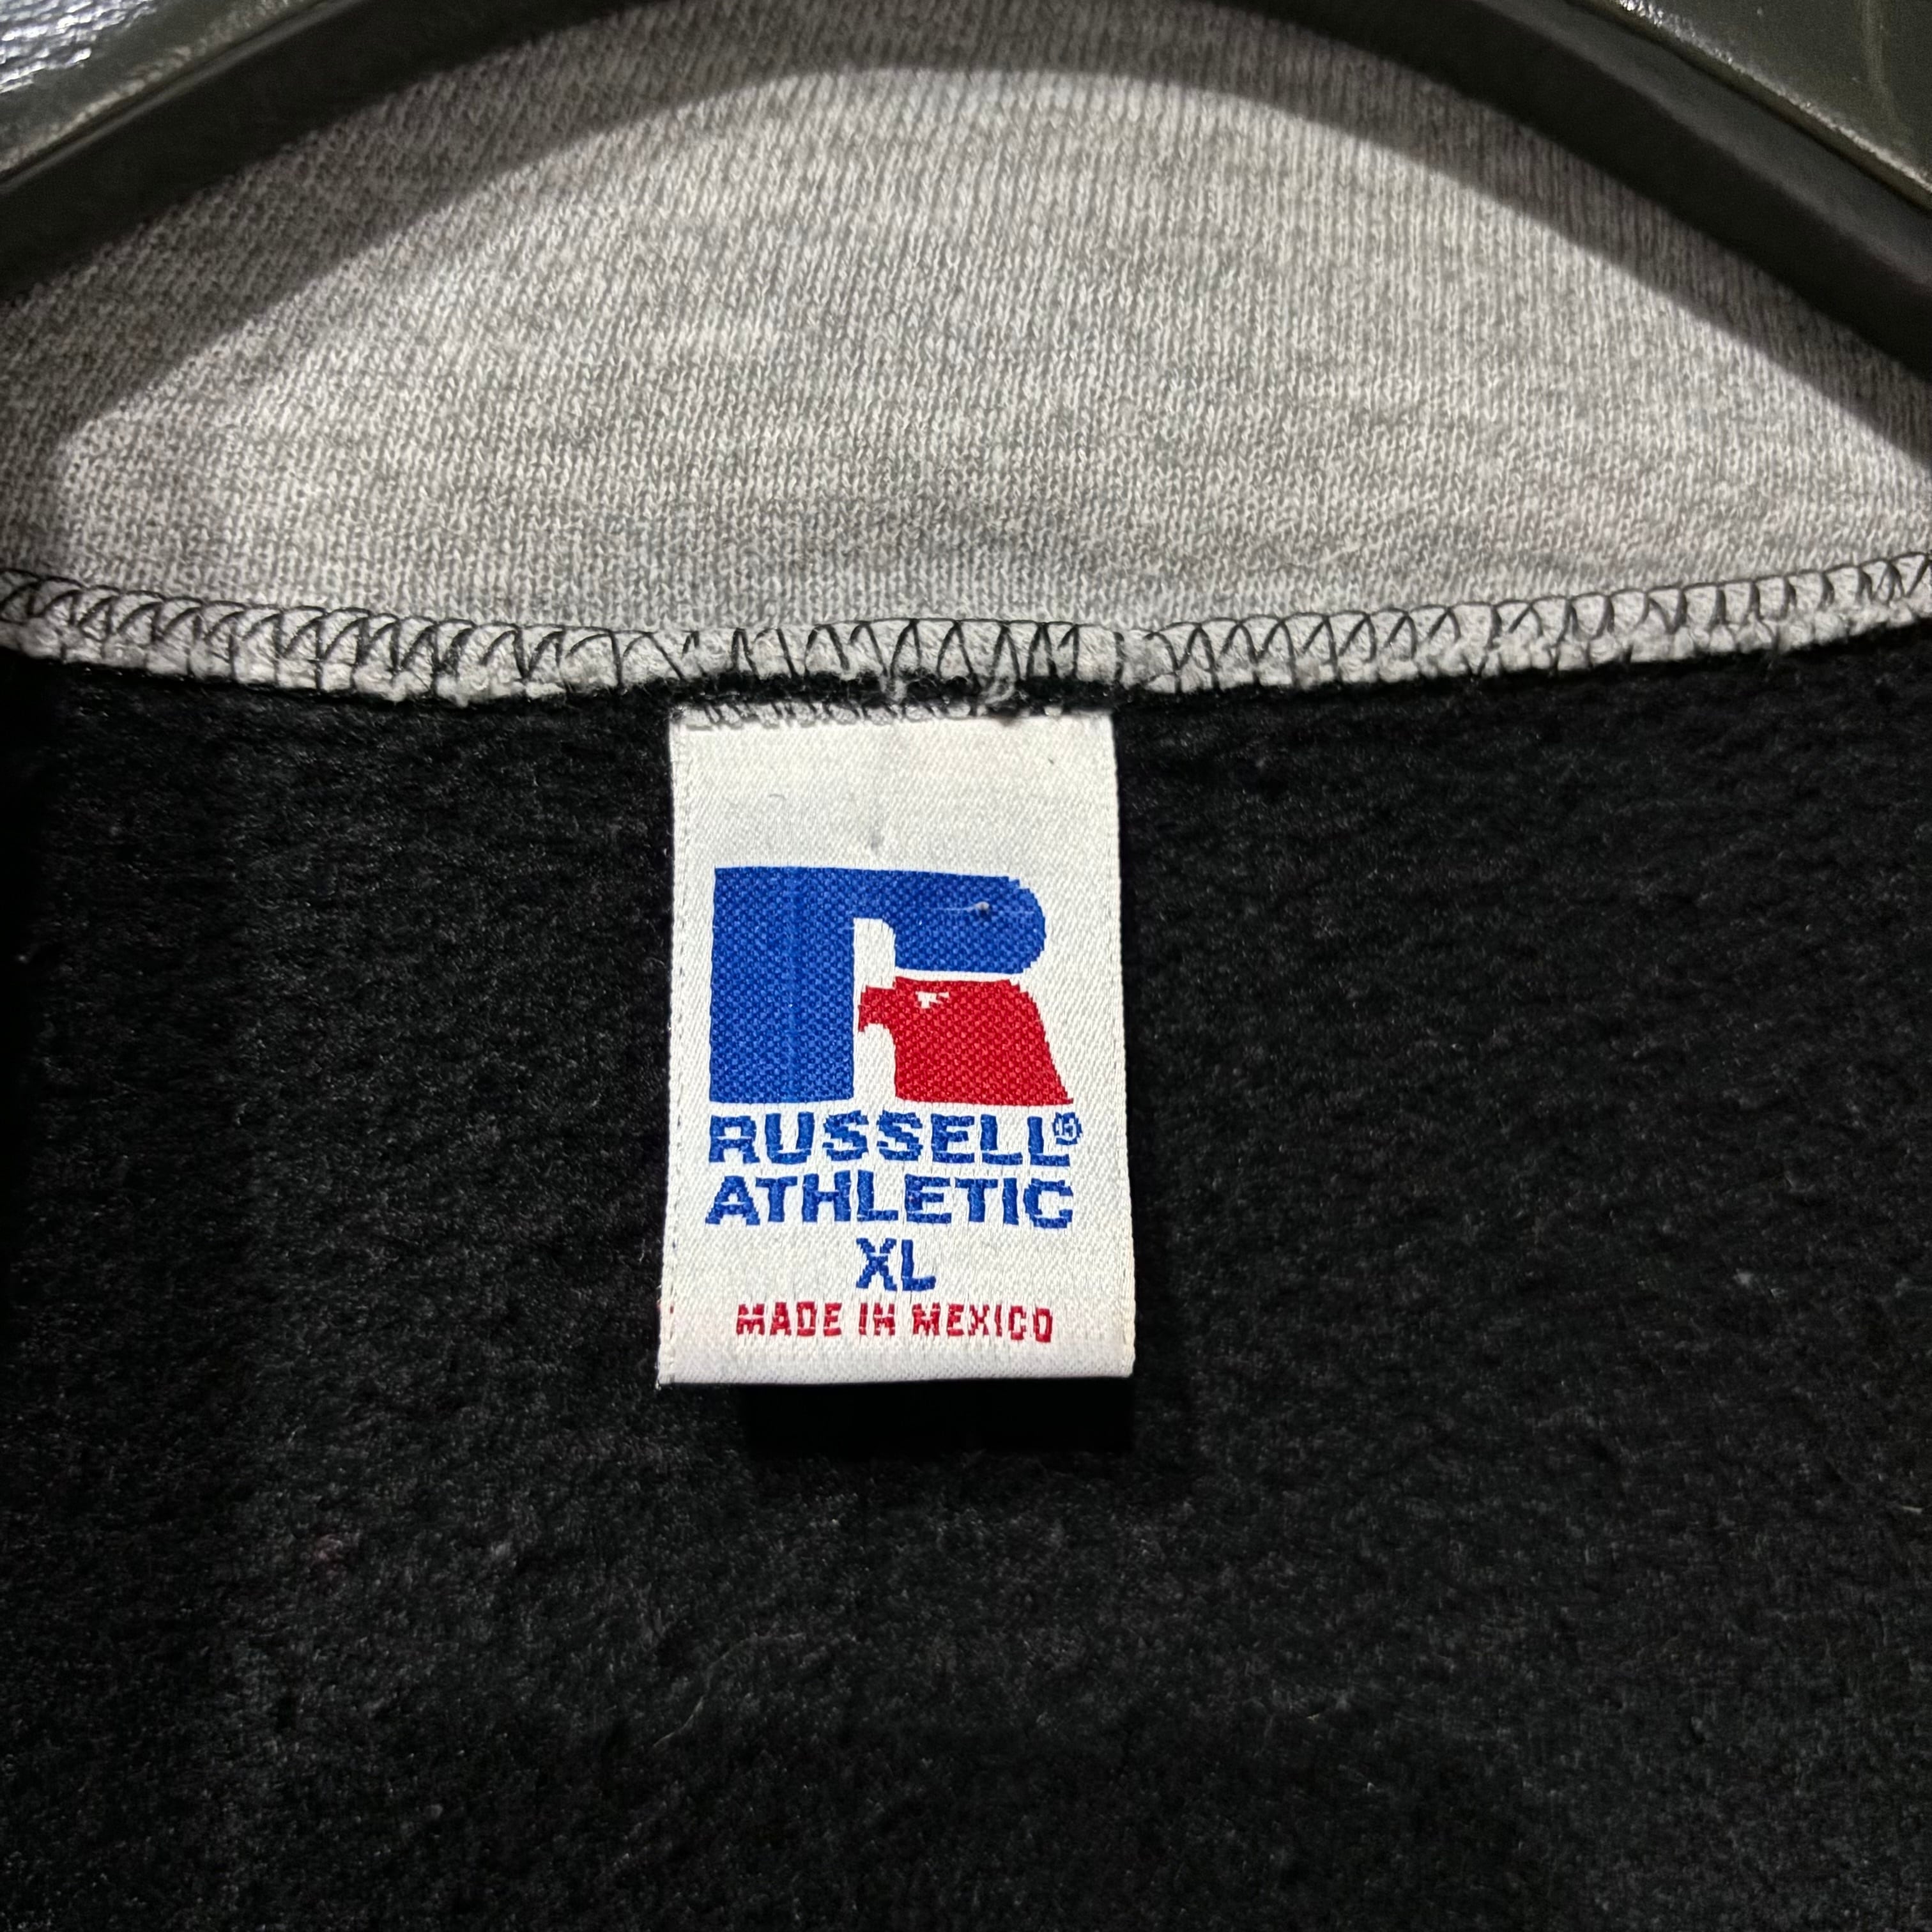 RUSSELL®
ATHLETIC
XL
MADE IN MEXICO